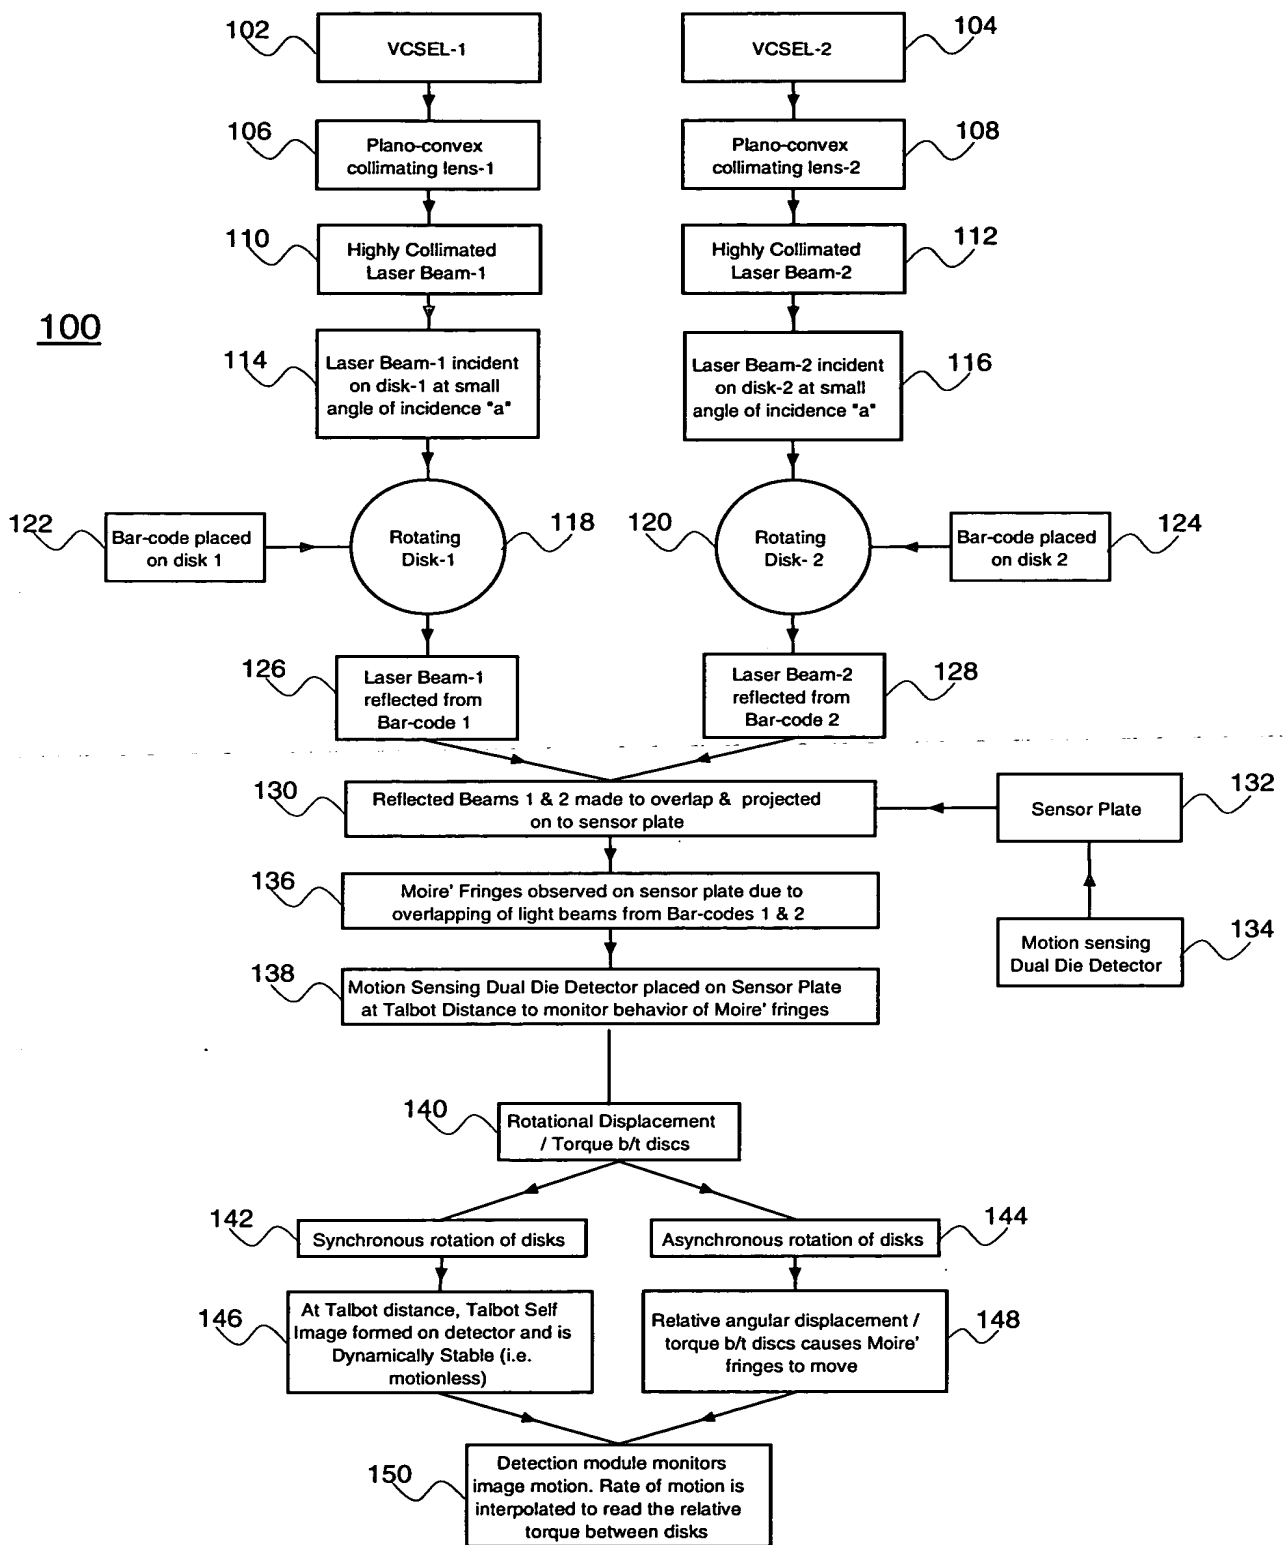 102
VCSEL-1
VCSEL-2
104
106
Plano-convex
collimating lens-1
Plano-convex
collimating lens-2
108
110
Highly Collimated
Laser Beam-1
Highly Collimated
Laser Beam-2
112
100
114
Laser Beam-1 incident
on disk-1 at small
angle of incidence "a"
Laser Beam-2 incident
on disk-2 at small
angle of incidence "a"
116
122
Bar-code placed
on disk 1
Rotating
Disk-1
118
120
Rotating
Disk- 2
Bar-code placed
on disk 2
124
126
Laser Beam-1
reflected from
Bar-code 1
Laser Beam-2
reflected from
Bar-code 2
128
130
Reflected Beams 1 & 2 made to overlap & projected
on to sensor plate
Sensor Plate
132
136
Moire' Fringes observed on sensor plate due to
overlapping of light beams from Bar-codes 1 & 2
Motion sensing
Dual Die Detector
134
138
Motion Sensing Dual Die Detector placed on Sensor Plate
at Talbot Distance to monitor behavior of Moire' fringes
140
Rotational Displacement
/ Torque b/t discs
142
Synchronous rotation of disks
Asynchronous rotation of disks
144
146
At Talbot distance, Talbot Self
Image formed on detector and is
Dynamically Stable (i.e.
motionless)
Relative angular displacement /
torque b/t discs causes Moire'
fringes to move
148
150
Detection module monitors
image motion. Rate of motion is
interpolated to read the relative
torque between disks